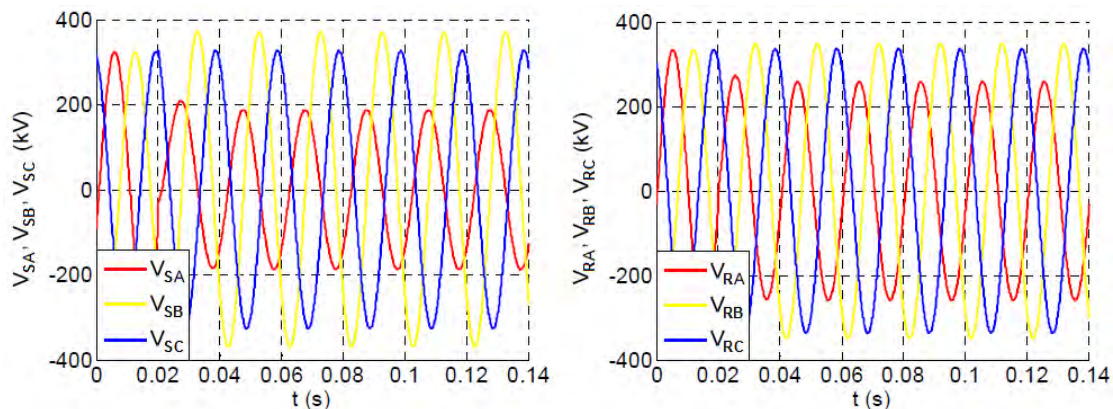 400
200
0
-200
-400
V_SA, V_SB, V_SC (kV)
V_SA
V_SB
V_SC
0 0.02 0.04 0.06 0.08 0.1 0.12 0.14
t (s)
400
200
0
-200
-400
V_RA, V_RB, V_RC (kV)
V_RA
V_RB
V_RC
0 0.02 0.04 0.06 0.08 0.1 0.12 0.14
t (s)